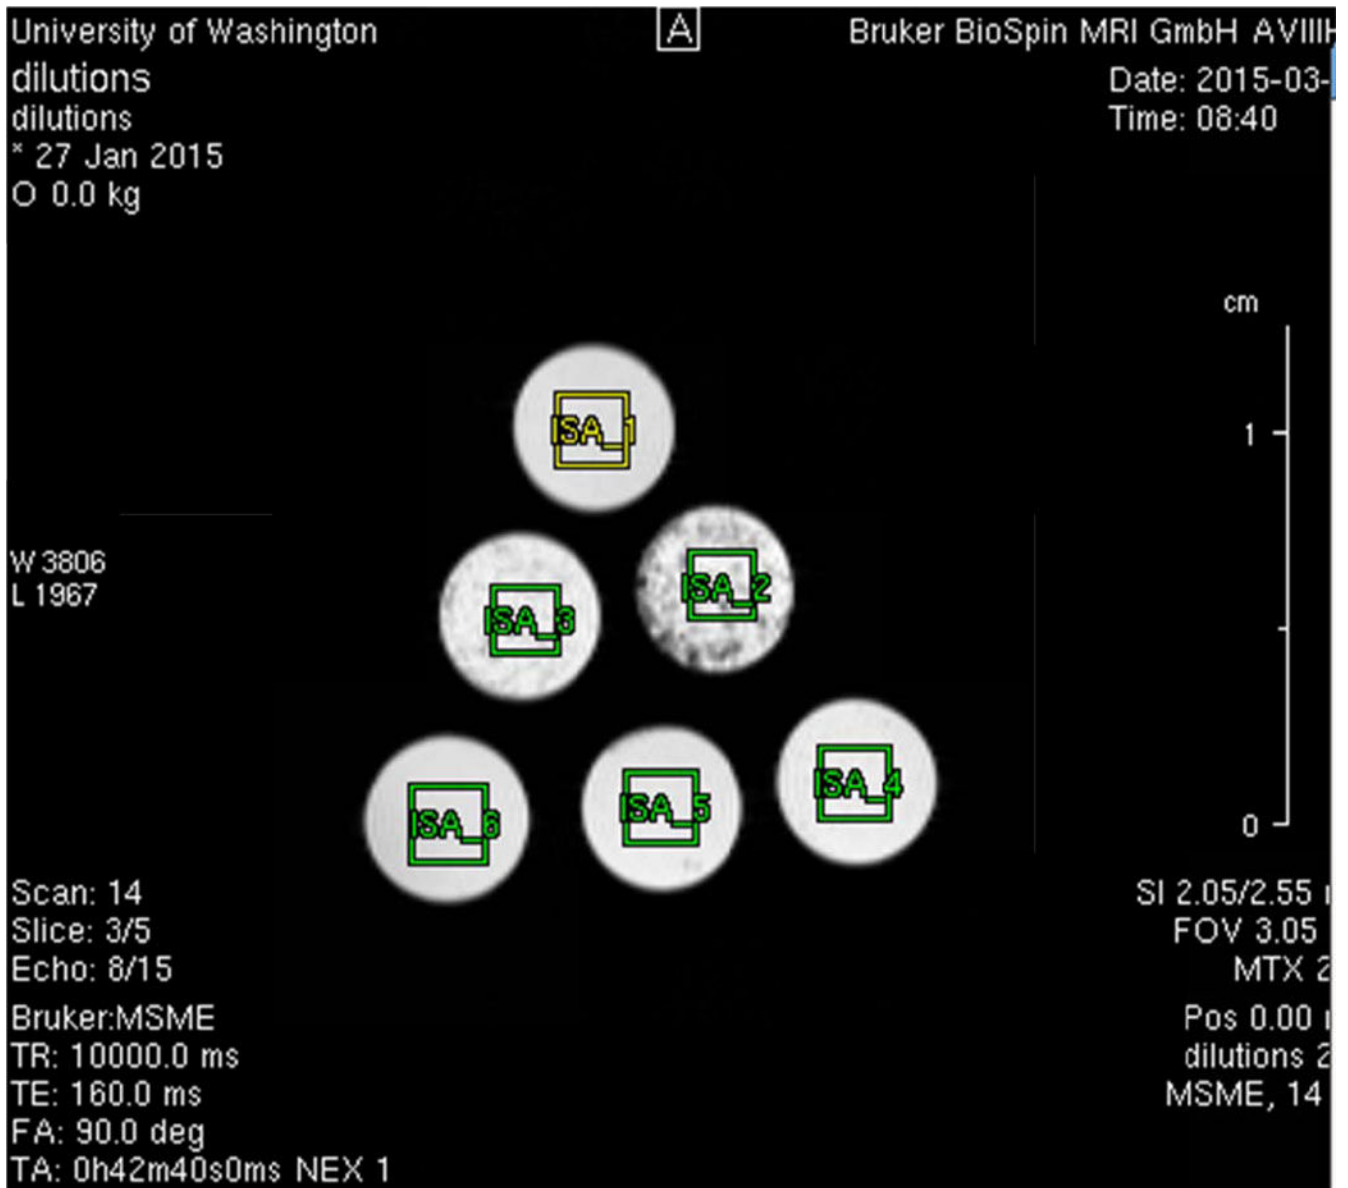 University of Washington
A
Bruker BioSpin MRI GmbH AVIII
dilutions
dilutions
* 27 Jan 2015
O 0.0 kg
Date: 2015-03-
Time: 08:40
cm
1
0
ISA_1
ISA_2
ISA_3
ISA_4
ISA_5
ISA_6
W 3806
L 1967
Scan: 14
Slice: 3/5
Echo: 8/15
Bruker:MSME
TR: 10000.0 ms
TE: 160.0 ms
FA: 90.0 deg
TA: 0h42m40s0ms NEX 1
SI 2.05/2.55
FOV 3.05
MTX 2
Pos 0.00
dilutions 2
MSME, 14